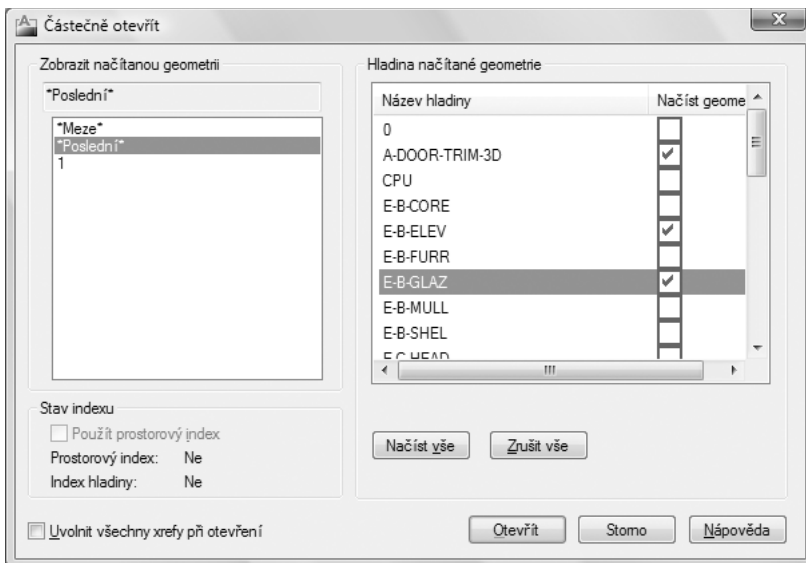 Částečně otevřít
Zobrazit načítanou geometrii
*Poslední*
*Meze*
*Poslední*
1
Stav indexu
Použít prostorový index
Prostorový index: Ne
Index hladiny: Ne
Uvolnit všechny xrefy při otevření
Hladina načítané geometrie
Název hladiny Načíst geome
0
A-DOOR-TRIM-3D
CPU
E-B-CORE
E-B-ELEV
E-B-FURR
E-B-GLAZ
E-B-MULL
E-B-SHEL
E-C-HEAD
Načíst vše Zrušit vše
Otevřít Storno Nápověda